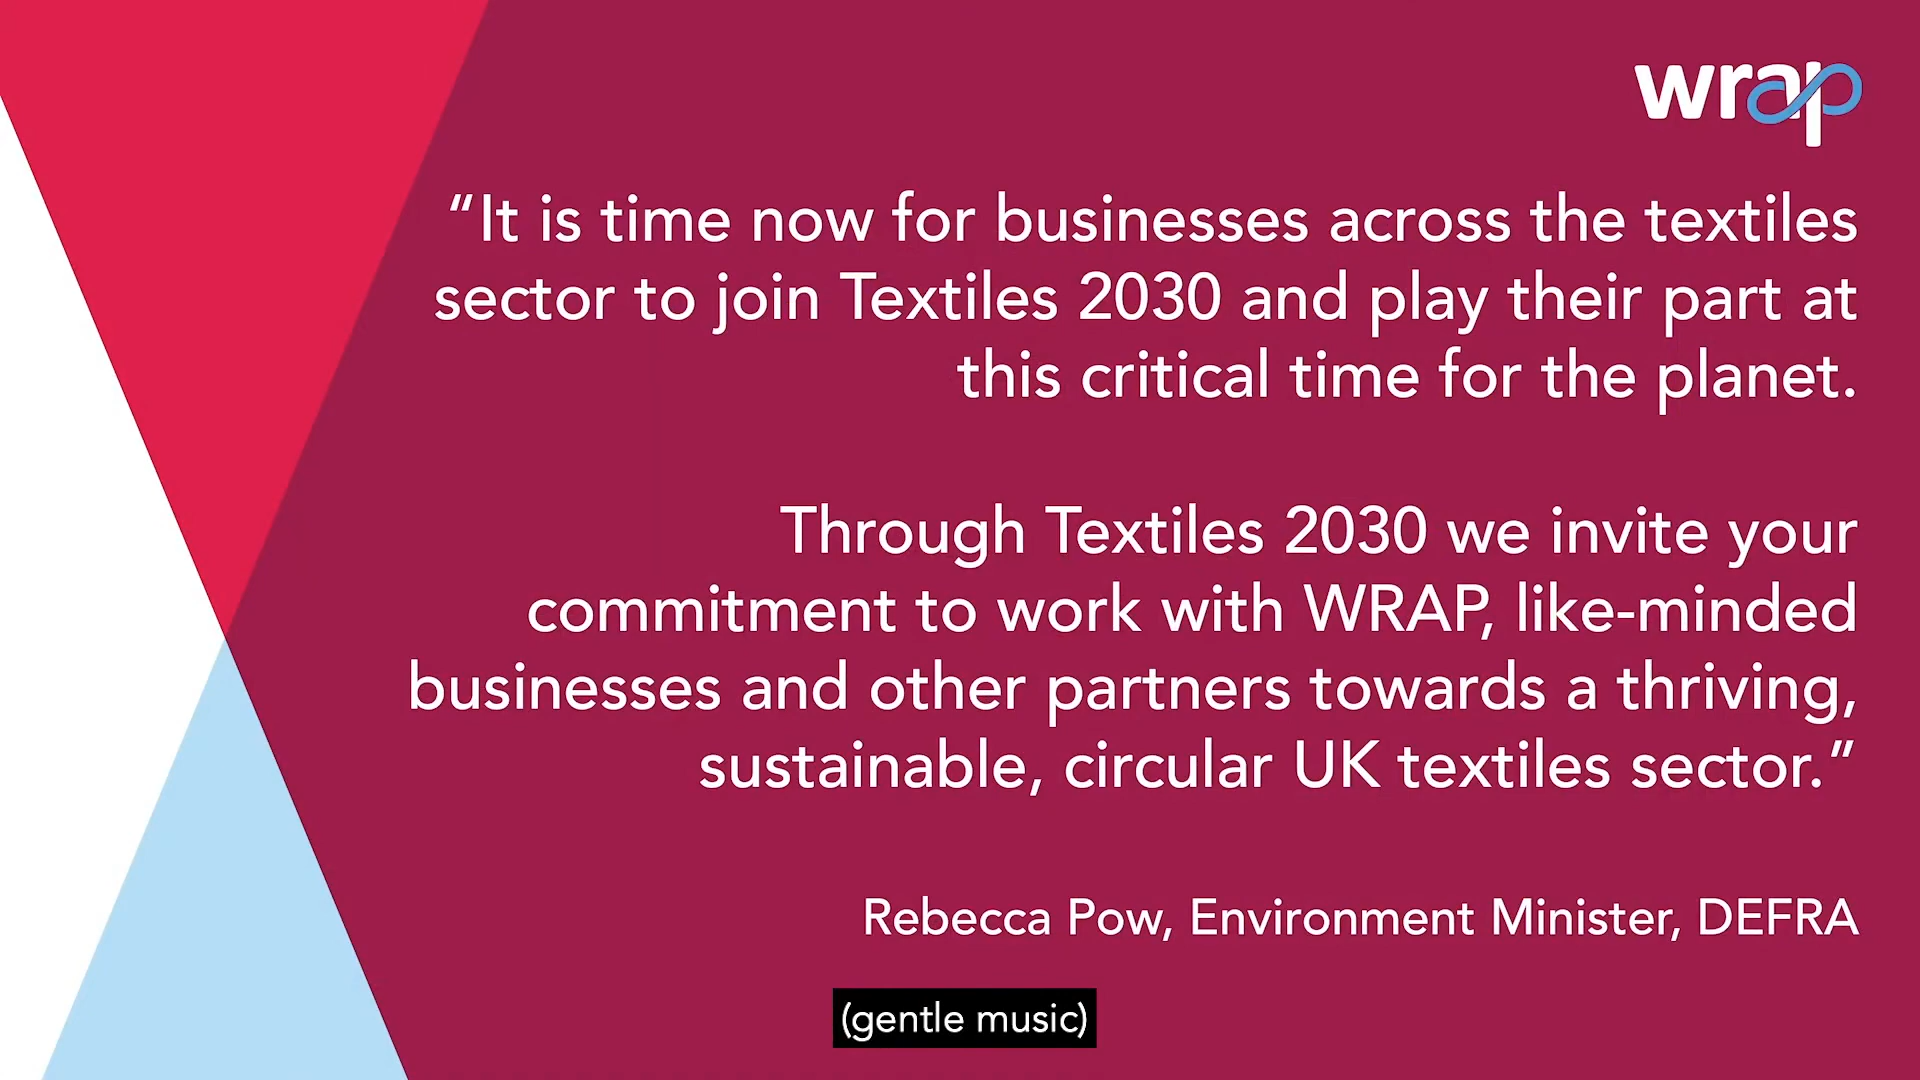 wrap
“It is time now for businesses across the textiles
sector to join Textiles 2030 and play their part at
this critical time for the planet.
Through Textiles 2030 we invite your
commitment to work with WRAP, like-minded
businesses and other partners towards a thriving,
sustainable, circular UK textiles sector.”
Rebecca Pow, Environment Minister, DEFRA
(gentle music)